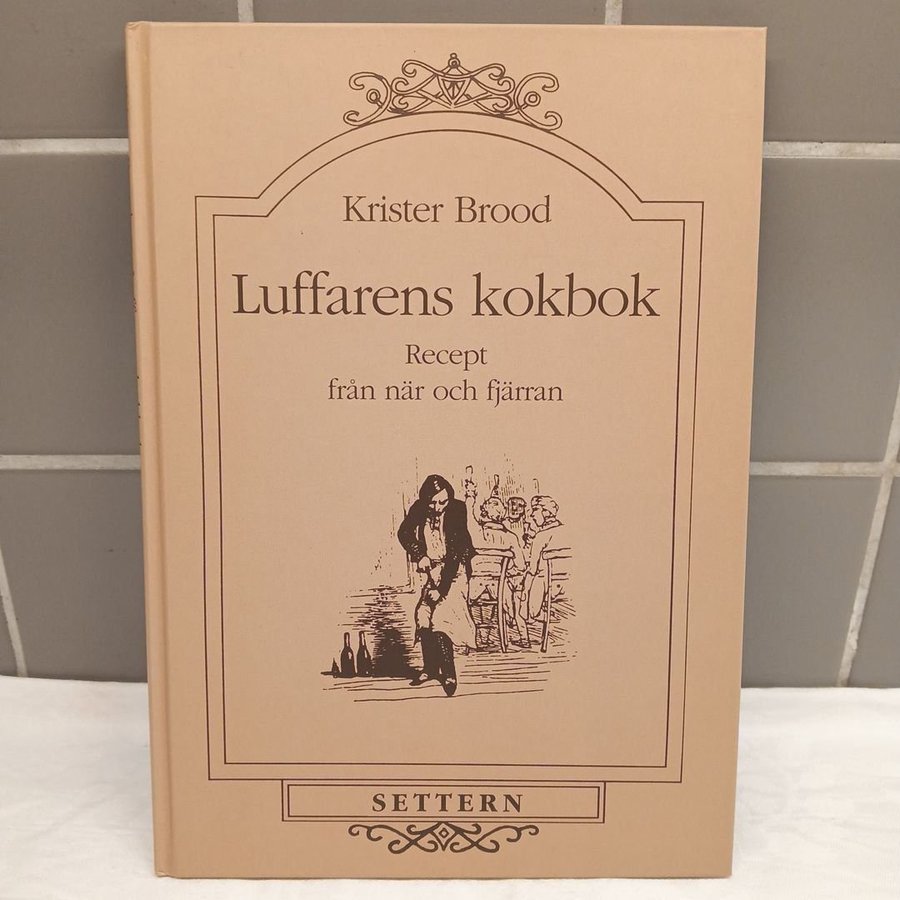 Krister Brood
Luffarens kokbok
Recept
från när och fjärran
SETTERN